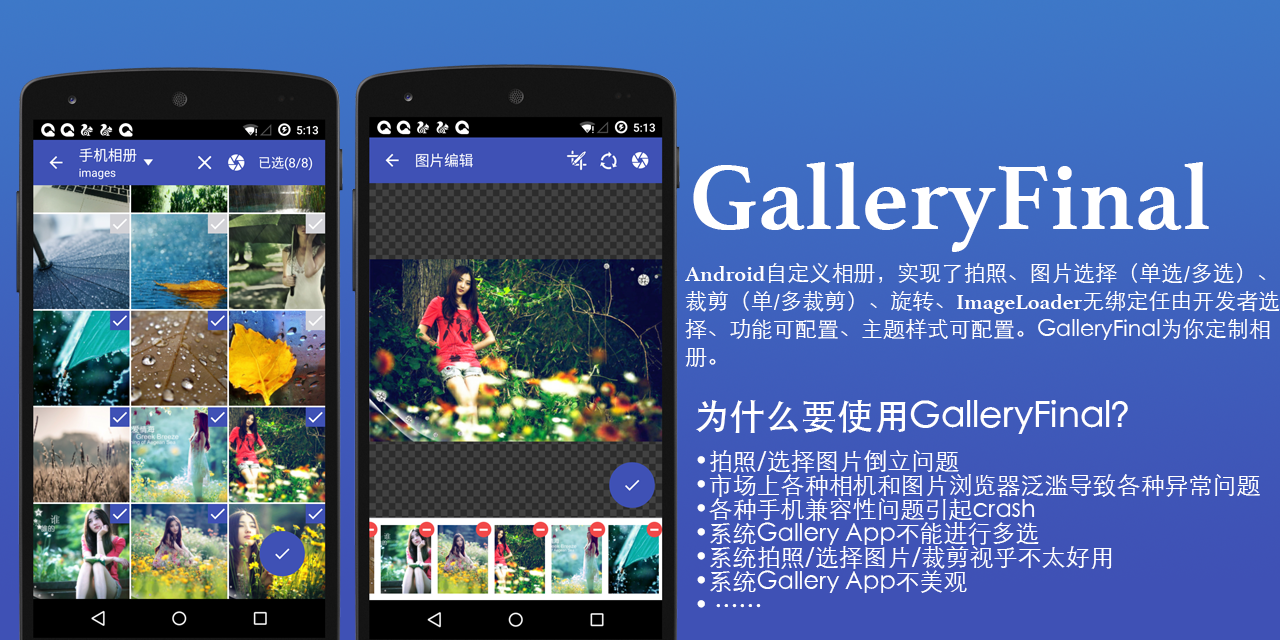 5:13
手机相册
images
已选(8/8)
爱情海
Greek Breeze
谁
5:13
图片编辑
GalleryFinal
Android自定义相册，实现了拍照、图片选择（单选/多选）、
裁剪（单/多裁剪）、旋转、ImageLoader无绑定任由开发者选
择、功能可配置、主题样式可配置。GalleryFinal为你定制相
册。
为什么要使用GalleryFinal?
•拍照/选择图片倒立问题
•市场上各种相机和图片浏览器泛滥导致各种异常问题
•各种手机兼容性问题引起crash
•系统Gallery App不能进行多选
•系统拍照/选择图片/裁剪视乎不太好用
•系统Gallery App不美观
• ……